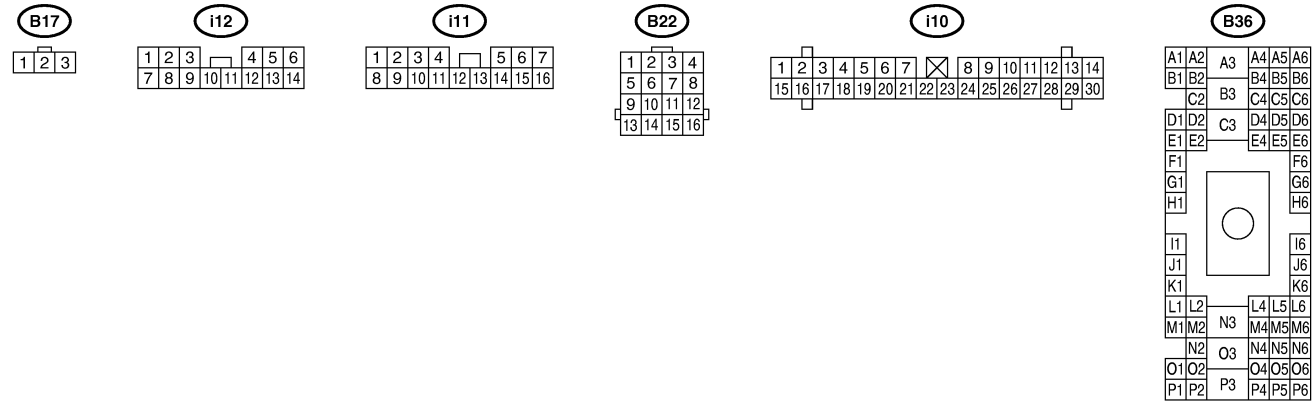 B17
1 2 3
i12
1 2 3 4 5 6
7 8 9 10 11 12 13 14
i11
1 2 3 4 5 6 7
8 9 10 11 12 13 14 15 16
B22
1 2 3 4
5 6 7 8
9 10 11 12
13 14 15 16
i10
1 2 3 4 5 6 7 8 9 10 11 12 13 14
15 16 17 18 19 20 21 22 23 24 25 26 27 28 29 30
B36
A1 A2 A3 A4 A5 A6
B1 B2 B4 B5 B6
B3
C2 C4 C5 C6
D1 D2 C3 D4 D5 D6
E1 E2 E4 E5 E6
F1 F6
G1 G6
H1 H6
I1 I6
J1 J6
K1 K6
L1 L2 L4 L5 L6
N3
M1 M2 M4 M5 M6
N2 O3 N4 N5 N6
O1 O2 O4 O5 O6
P3
P1 P2 P4 P5 P6